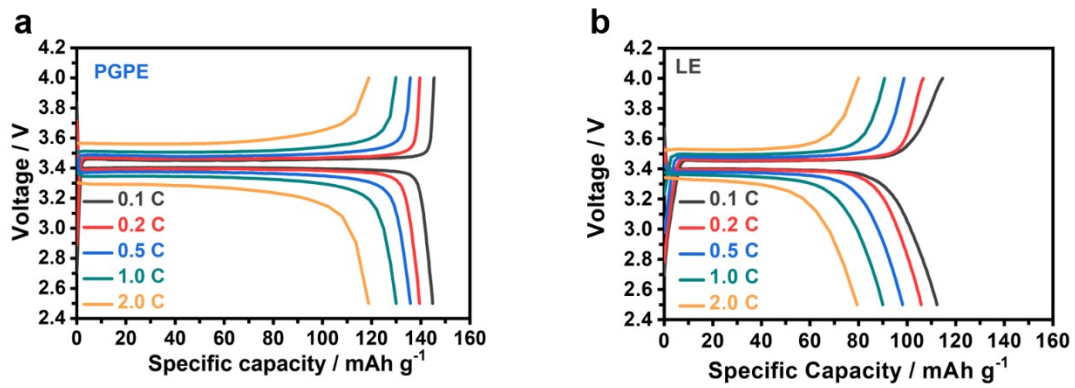 a
PGPE
Voltage / V
4.2
4.0
3.8
3.6
3.4
3.2
3.0
2.8
2.6
2.4
0.1 C
0.2 C
0.5 C
1.0 C
2.0 C
0 20 40 60 80 100 120 140 160
Specific capacity / mAh g⁻¹
b
LE
Voltage / V
4.2
4.0
3.8
3.6
3.4
3.2
3.0
2.8
2.6
2.4
0.1 C
0.2 C
0.5 C
1.0 C
2.0 C
0 20 40 60 80 100 120 140 160
Specific Capacity / mAh g⁻¹